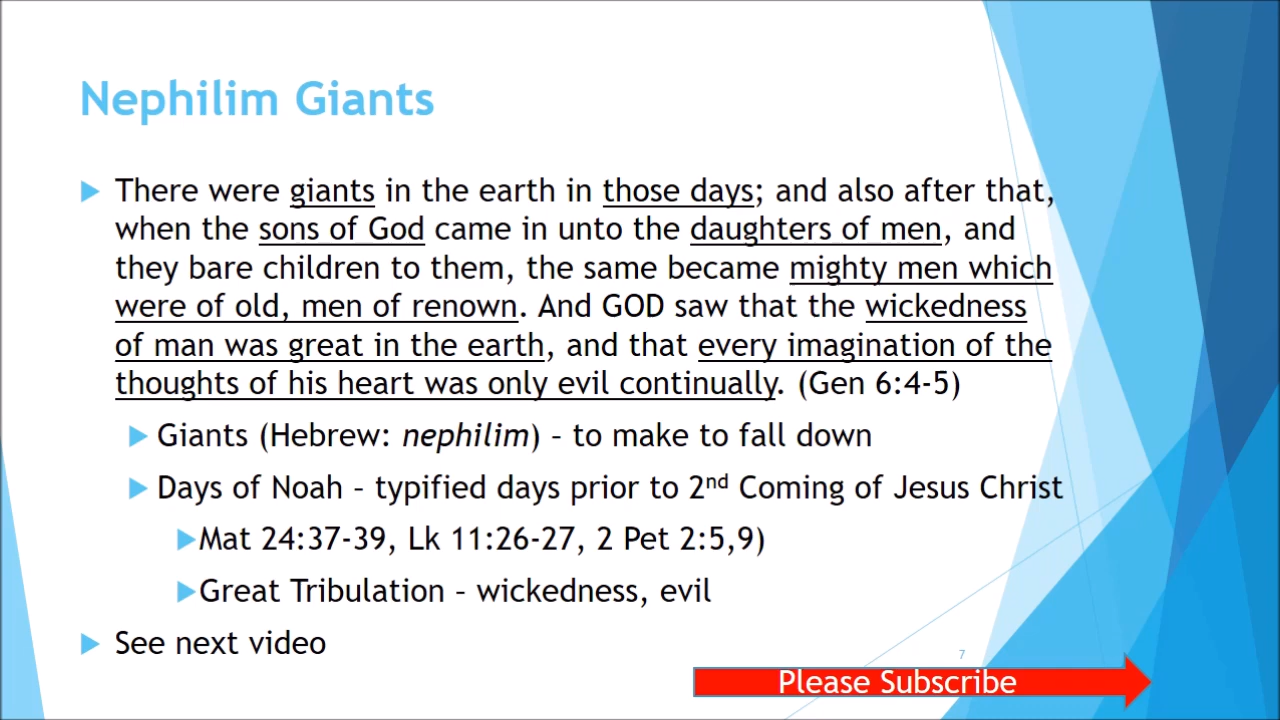 Nephilim Giants
There were giants in the earth in those days; and also after that,
when the sons of God came in unto the daughters of men, and
they bare children to them, the same became mighty men which
were of old, men of renown. And GOD saw that the wickedness
of man was great in the earth, and that every imagination of the
thoughts of his heart was only evil continually. (Gen 6:4-5)
Giants (Hebrew: nephilim) – to make to fall down
Days of Noah – typified days prior to 2nd Coming of Jesus Christ
Mat 24:37-39, Lk 11:26-27, 2 Pet 2:5,9)
Great Tribulation – wickedness, evil
See next video
7
Please Subscribe